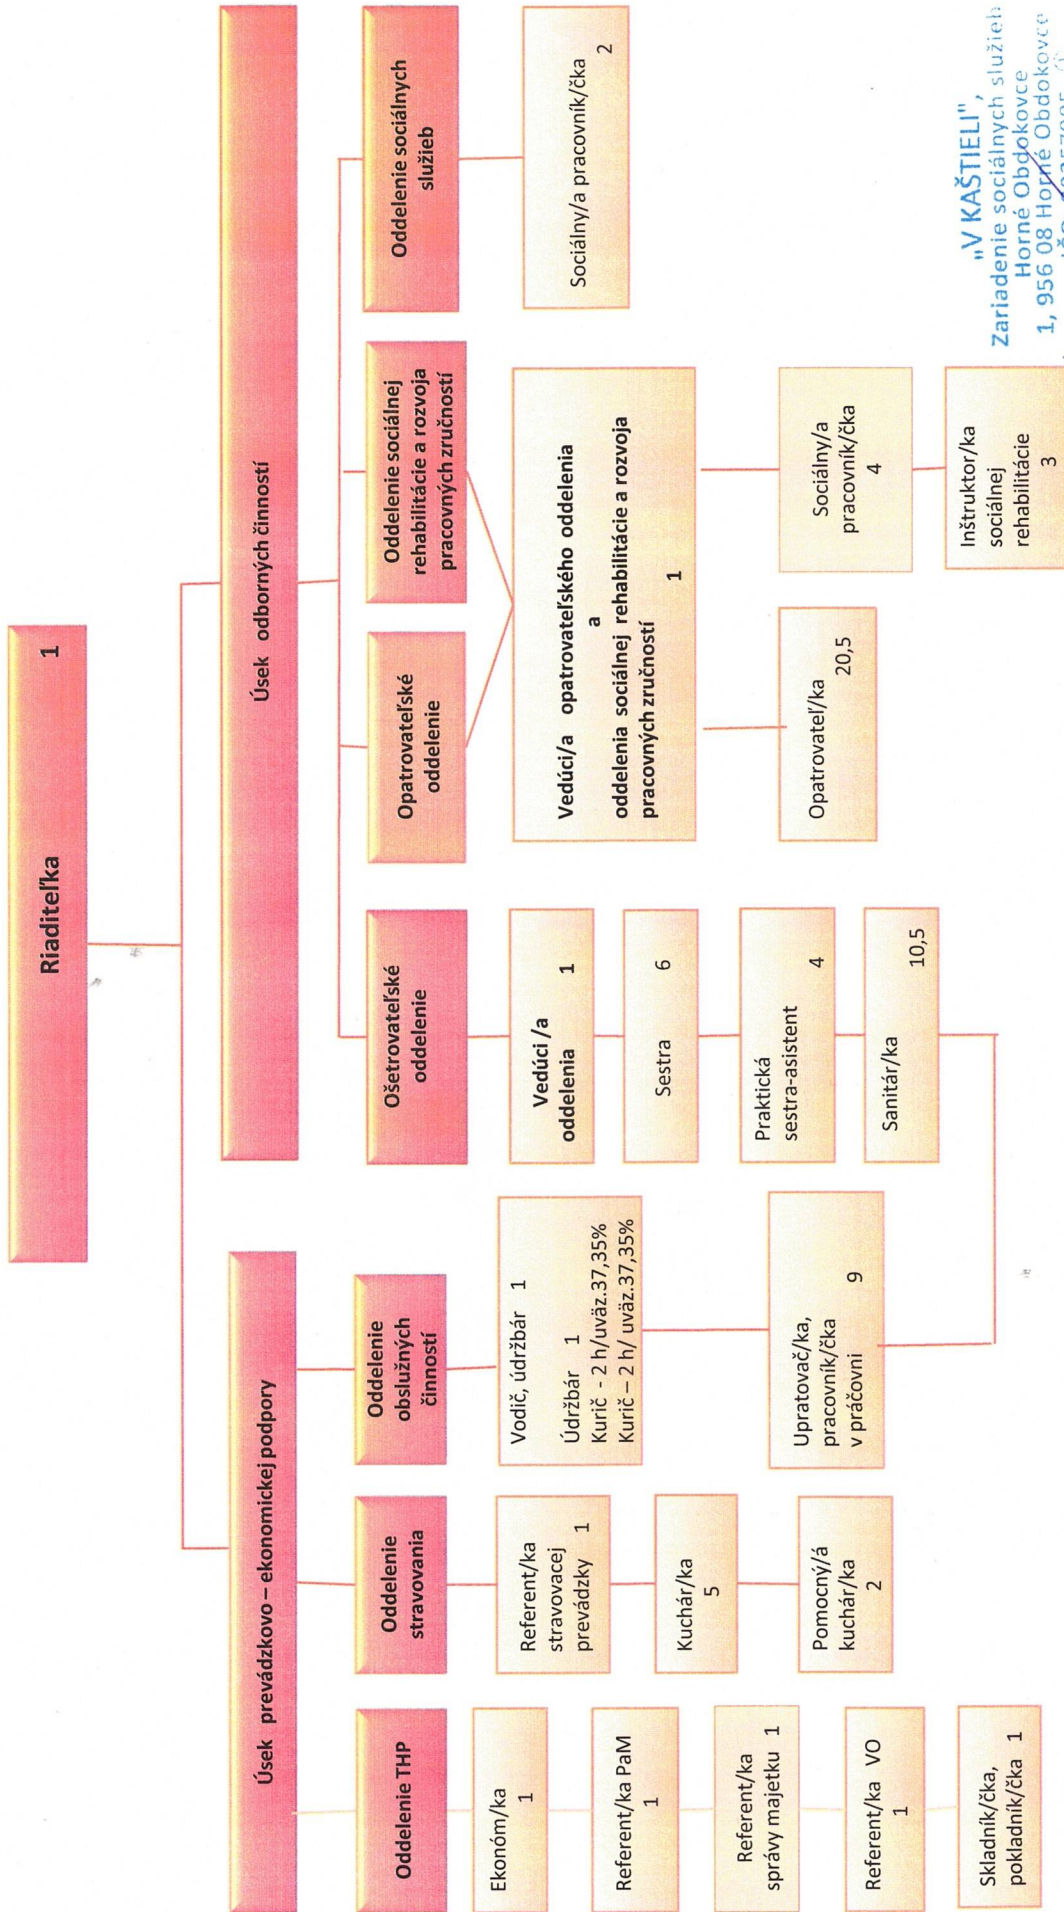 Riaditeľka 1
Úsek prevádzkovo – ekonomickej podpory
Úsek odborných činností
Oddelenie THP
Oddelenie
stravovania
Oddelenie
obslužných
činností
Ošetrovateľské
oddelenie
Opatrovateľské
oddelenie
Oddelenie sociálnej
rehabilitácie a rozvoja
pracovných zručností
Oddelenie sociálnych
služieb
Ekonóm/ka
1
Referent/ka PaM
1
Referent/ka
správy majetku 1
Referent/ka VO
1
Skladník/čka,
pokladník/čka 1
Referent/ka
stravovacej
prevádzky 1
Kuchár/ka
5
Pomocný/á
kuchár/ka
2
Vodič, údržbár 1
Údržbár 1
Kurič - 2 h/uväz.37,35%
Kurič – 2 h/ uväz.37,35%
Upratovač/ka,
pracovník/čka 9
v práčovni
Vedúci /a
oddelenia 1
Sestra 6
Praktická
sestra-asistent 4
Sanitár/ka 10,5
Vedúci/a opatrovateľského oddelenia
a
oddelenia sociálnej rehabilitácie a rozvoja
pracovných zručností 1
Opatrovateľ/ka
20,5
Sociálny/a
pracovník/čka
4
Inštruktor/ka
sociálnej
rehabilitácie
3
Sociálny/a pracovník/čka
2
"V KAŠTIELI",
Zariadenie sociálnych služieb
Horné Obdokovce
1, 956 08 Horné Obdokovce